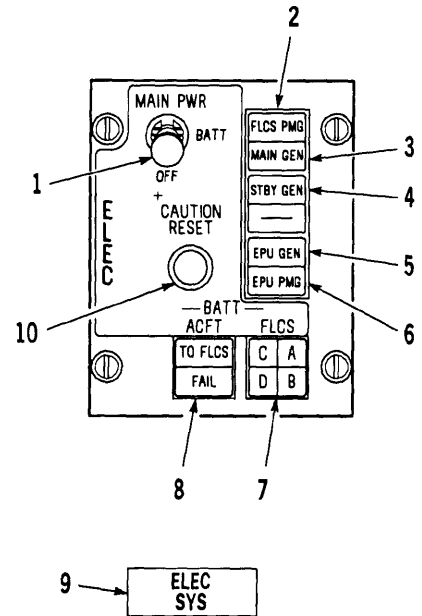 2
MAIN PWR
FLCS PMG
BATT
MAIN GEN
3
1
OFF
STBY GEN
4
+
ELEC
CAUTION
RESET
EPU GEN
5
EPU PMG
6
10
BATT
ACFT
FLCS
TO FLCS
C A
FAIL
D B
8
7
9
ELEC
SYS